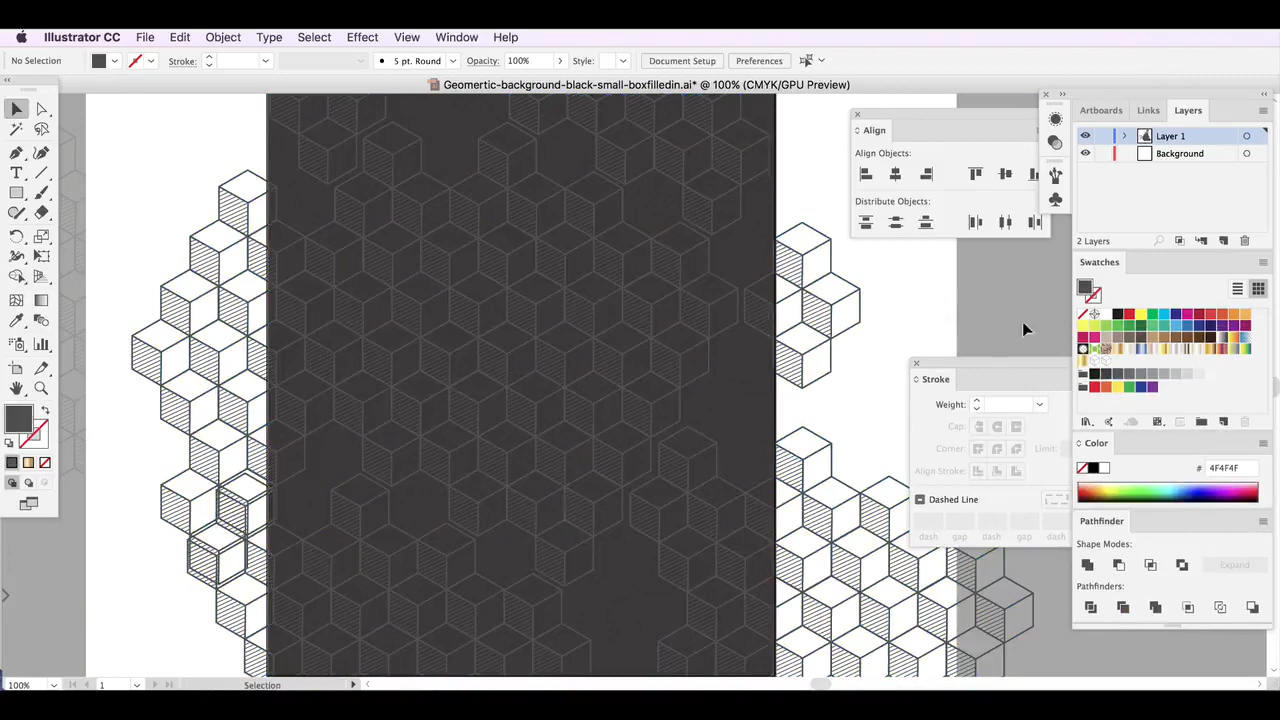 Illustrator CC File Edit Object Type Select Effect View Window Help
No Selection Stroke: 5 pt. Round Opacity: 100% Style: Document Setup Preferences
Geomertic-background-black-small-boxfilledin.ai* @ 100% (CMYK/GPU Preview)
Align
Align Objects:
Distribute Objects:
Artboards Links Layers
Layer 1
Background
2 Layers
Swatches
Stroke
Weight:
Cap:
Corner: Limit:
Align Stroke:
Dashed Line
dash gap dash gap dash
Color
# 4F4F4F
Pathfinder
Shape Modes:
Expand
Pathfinders:
100% 1 Selection